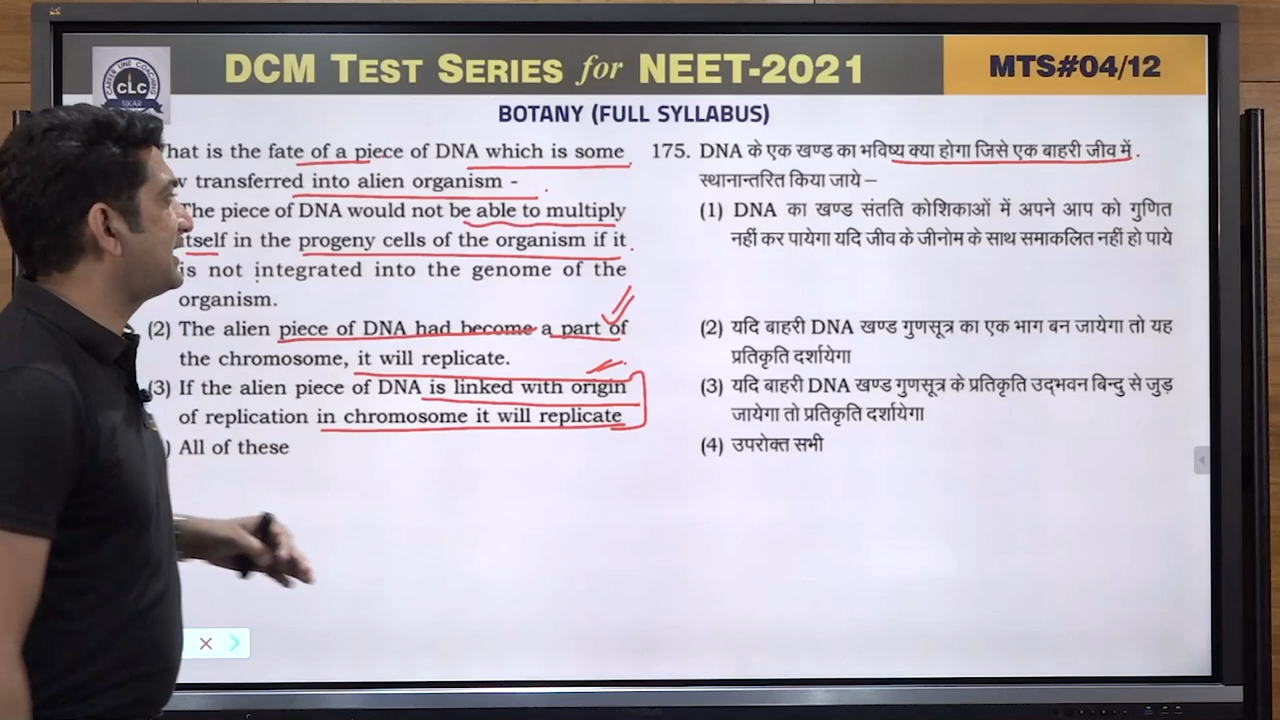 CAREER LINE COACHING
CLC
SIKAR
DCM TEST SERIES for NEET-2021
MTS#04/12
BOTANY (FULL SYLLABUS)
hat is the fate of a piece of DNA which is some
w transferred into alien organism -
The piece of DNA would not be able to multiply
itself in the progeny cells of the organism if it
is not integrated into the genome of the
organism.
(2) The alien piece of DNA had become a part of
the chromosome, it will replicate.
(3) If the alien piece of DNA is linked with origin
of replication in chromosome it will replicate
) All of these
175. DNA के एक खण्ड का भविष्य क्या होगा जिसे एक बाहरी जीव में
स्थानान्तरित किया जाये –
(1) DNA का खण्ड संतति कोशिकाओं में अपने आप को गुणित
नहीं कर पायेगा यदि जीव के जीनोम के साथ समाकलित नहीं हो पाये
(2) यदि बाहरी DNA खण्ड गुणसूत्र का एक भाग बन जायेगा तो यह
प्रतिकृति दर्शायेगा
(3) यदि बाहरी DNA खण्ड गुणसूत्र के प्रतिकृति उद्भवन बिन्दु से जुड़
जायेगा तो प्रतिकृति दर्शायेगा
(4) उपरोक्त सभी